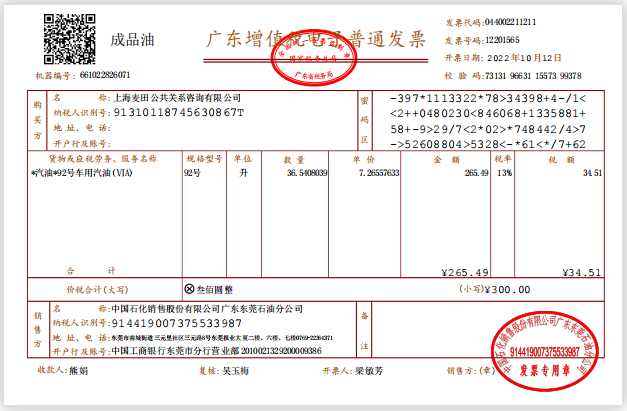 成品油
广东增值税电子普通发票
国家税务总局
广东省税务局
发票代码:044002211211
发票号码:12201565
开票日期:2022年10月12日
机器编号:661022826071
校 验 码:73131 96631 15573 99378
购买方
名 称:上海麦田公共关系咨询有限公司
纳税人识别号:91310118745630867T
地 址、电 话:
开户行及账号:
密码区
-397*1113322*78>34398+4-/1<
<2++0480230<846068+1335881+
58+-9>29/7<2*02>*748442/4>7
->52608804>5328<-*61<*/7+62
货物或应税劳务、服务名称 规格型号 单位 数 量 单 价 金 额 税率 税 额
*汽油*92号车用汽油(VIA) 92号 升 36.5408039 7.26557633 265.49 13% 34.51
合 计 ¥265.49 ¥34.51
价税合计(大写) ⊗叁佰圆整 (小写)¥300.00
销售方
名 称:中国石化销售股份有限公司广东东莞石油分公司
纳税人识别号:914419007375533987
地 址、电 话:东莞市南城街道三元里社区三元路8号东莞报业大厦二楼、六楼、七楼0769-22384371
开户行及账号:中国工商银行东莞市分行营业部 2010021329200009386
备注
中国石化销售股份有限公司广东东莞石油分公司
914419007375533987
发票专用章
收款人:熊娟 复核:吴玉梅 开票人:梁敏芳 销售方:(章)